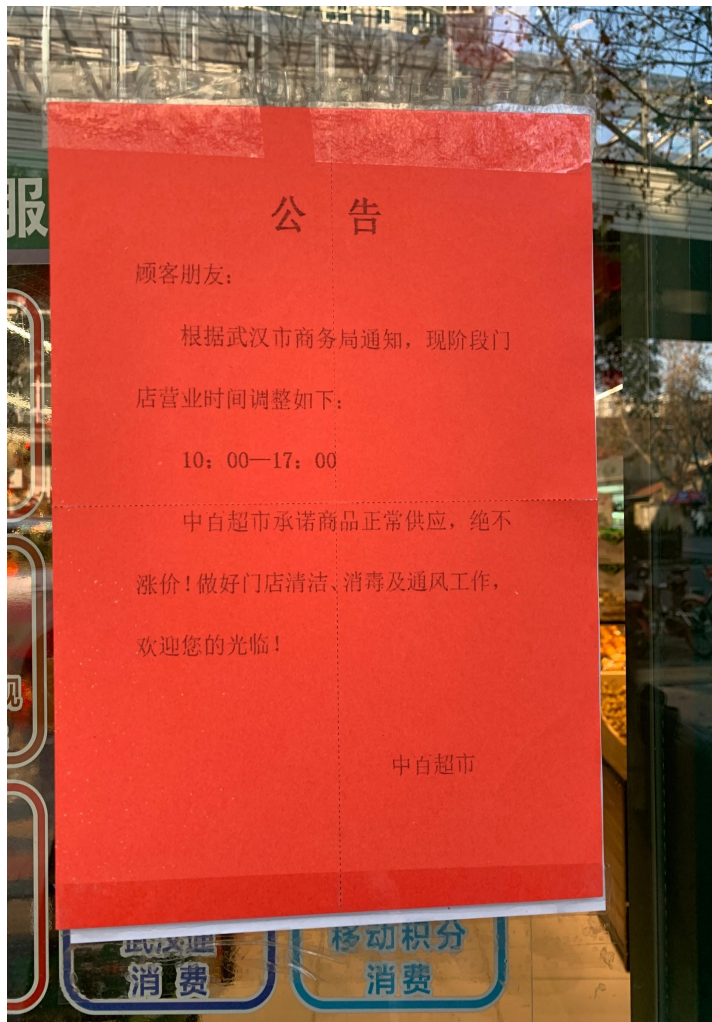 服
公 告
顾客朋友：
根据武汉市商务局通知，现阶段门
店营业时间调整如下：
10：00—17：00
中百超市承诺商品正常供应，绝不
涨价！做好门店清洁、消毒及通风工作，
欢迎您的光临！
中百超市
武汉通
消费
移动积分
消费